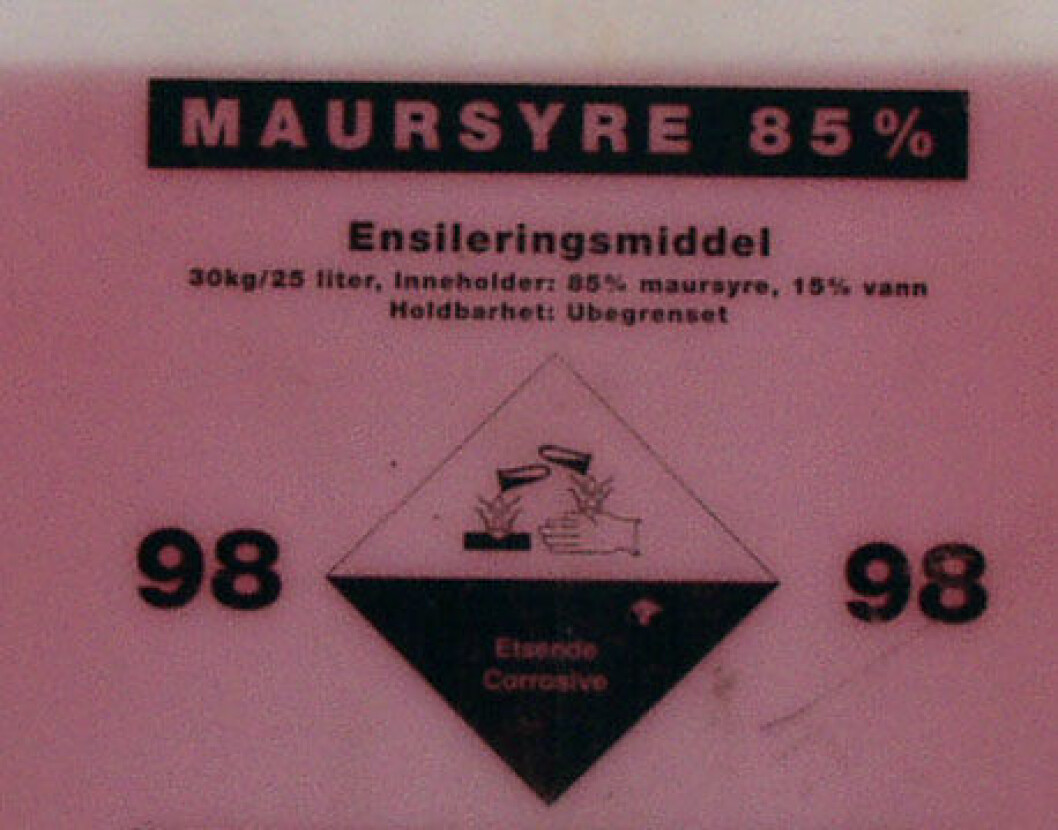 MAURSYRE 85%
Ensileringsmiddel
30kg/25 liter, Inneholder: 85% maursyre, 15% vann
Holdbarhet: Ubegrenset
98
98
Etsende
Corrosive